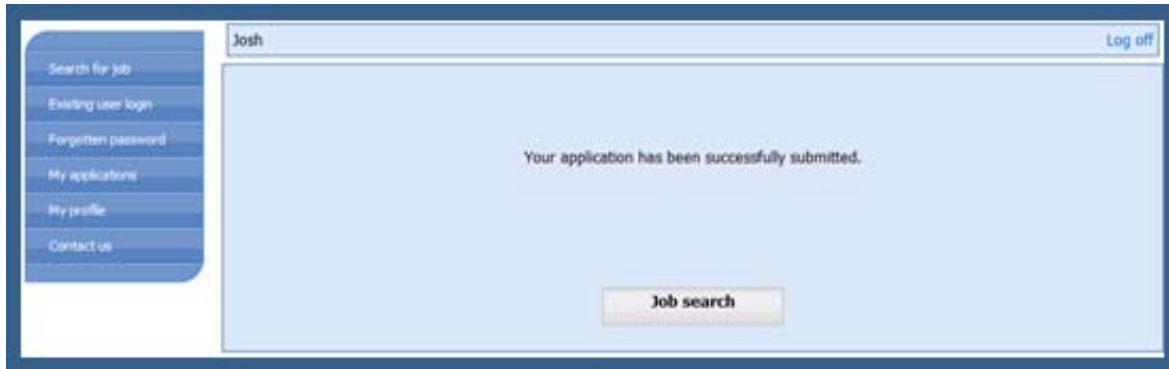 Josh
Log off
Search for job
Existing user login
Forgotten password
My applications
My profile
Contact us
Your application has been successfully submitted.
Job search